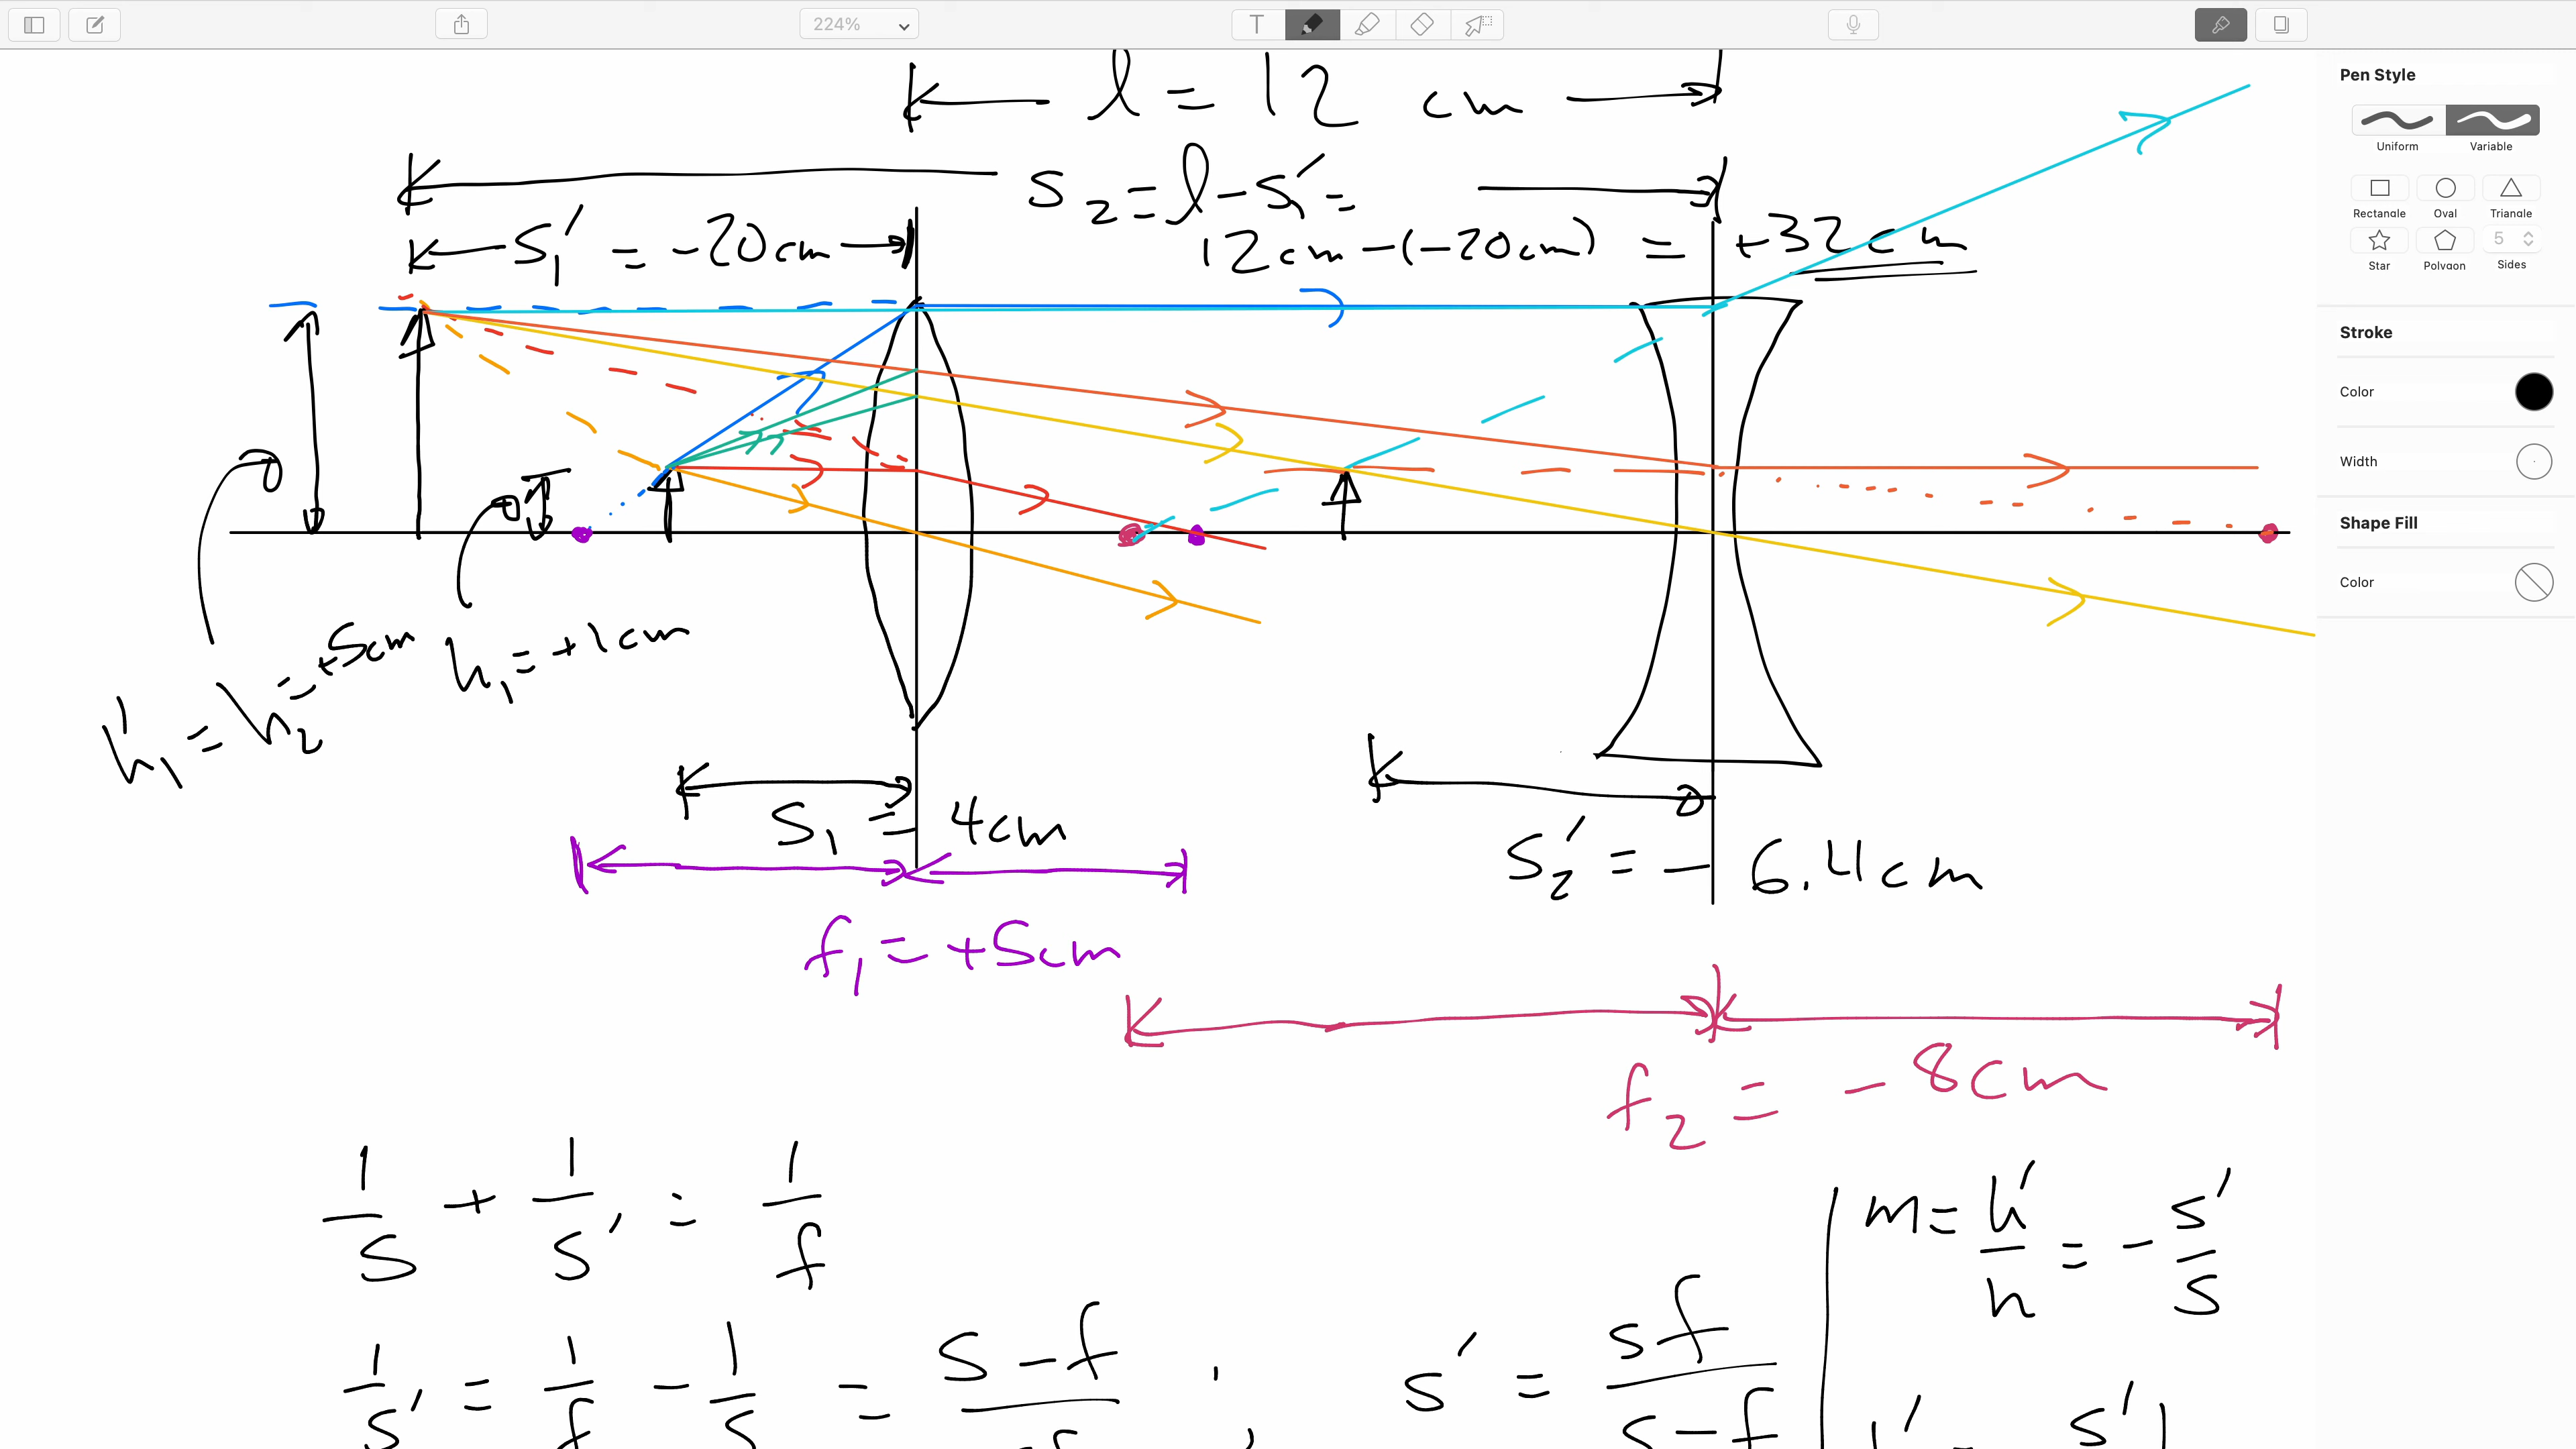 224%
T
Pen Style
Uniform Variable
Rectangle Oval Triangle
5
Star Polygon Sides
Stroke
Color
Width
Shape Fill
Color
l = 12 cm
s₂ = l - s₁' =
s₁' = -20cm
12cm - (-20cm) = +32cm
h₁' = h₂ = +5cm
h₁ = +1cm
s₁ = 4cm
s₂' = - 6.4cm
f₁ = +5cm
f₂ = - 8cm
1/s + 1/s' = 1/f
m = h'/h = - s'/s
1/s' = 1/f - 1/s = s - f
s' = sf/s-f